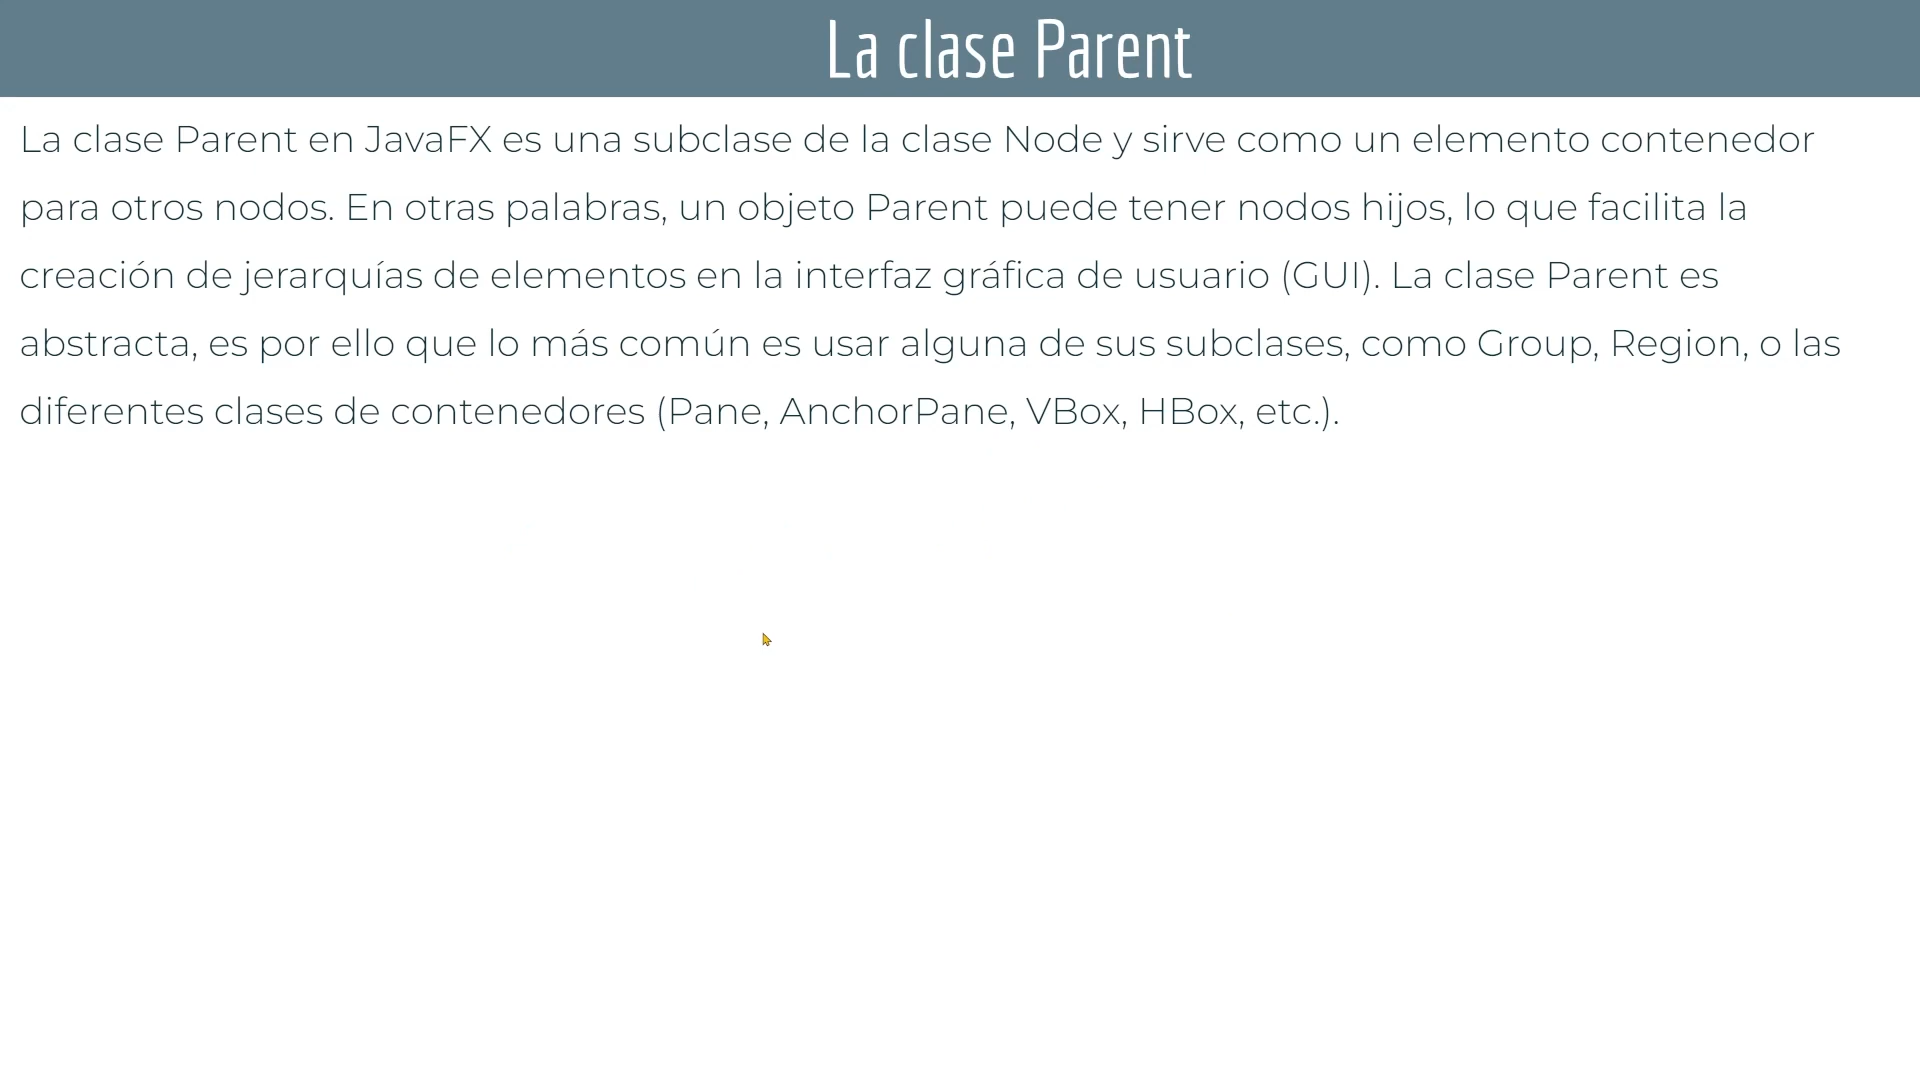 La clase Parent
La clase Parent en JavaFX es una subclase de la clase Node y sirve como un elemento contenedor
para otros nodos. En otras palabras, un objeto Parent puede tener nodos hijos, lo que facilita la
creación de jerarquías de elementos en la interfaz gráfica de usuario (GUI). La clase Parent es
abstracta, es por ello que lo más común es usar alguna de sus subclases, como Group, Region, o las
diferentes clases de contenedores (Pane, AnchorPane, VBox, HBox, etc.).